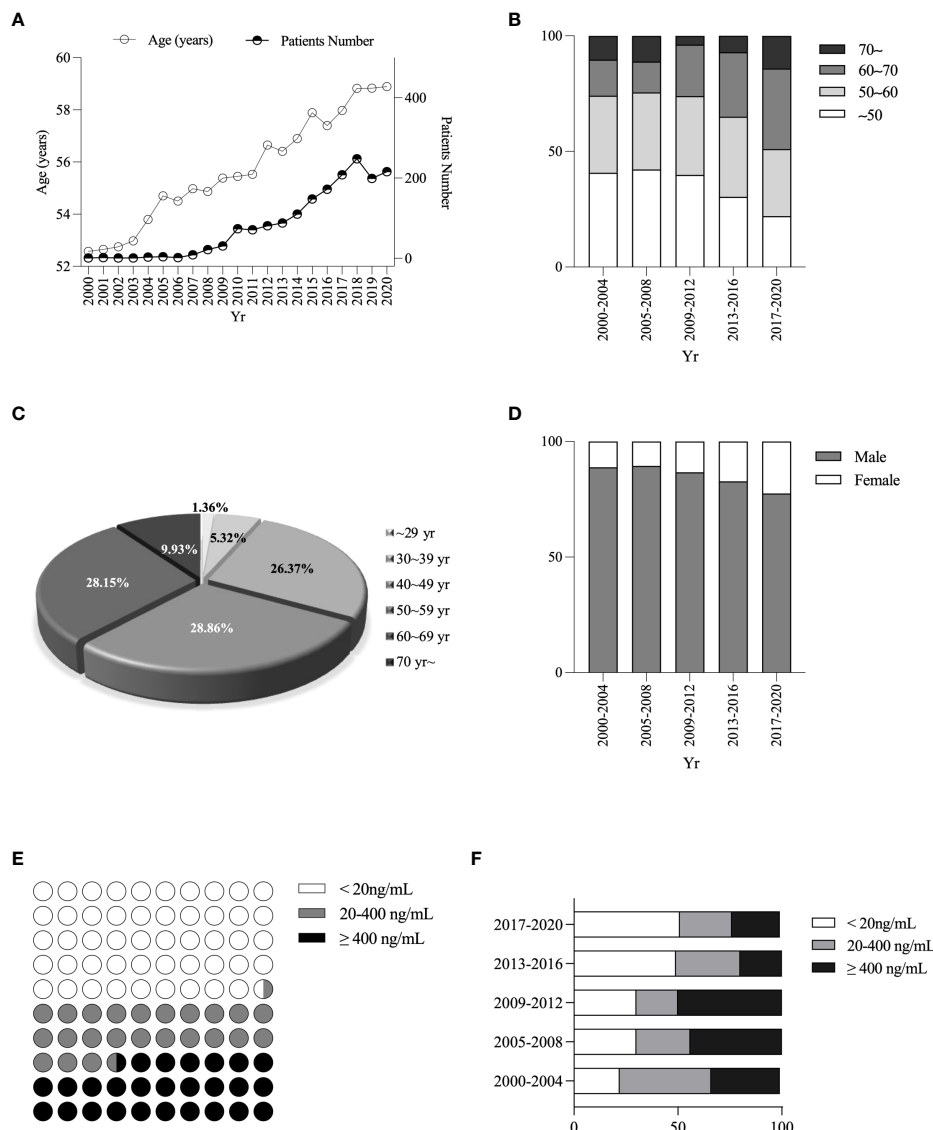 A
Age (years)
Patients Number
60
58
56
54
52
Age (years)
400
200
0
Patients Number
2000
2001
2002
2003
2004
2005
2006
2007
2008
2009
2010
2011
2012
2013
2014
2015
2016
2017
2018
2019
2020
Yr
B
100
50
0
70~
60~70
50~60
~50
2000-2004
2005-2008
2009-2012
2013-2016
2017-2020
Yr
C
1.36%
5.32%
26.37%
28.86%
28.15%
9.93%
~29 yr
30~39 yr
40~49 yr
50~59 yr
60~69 yr
70 yr~
D
100
50
0
Male
Female
2000-2004
2005-2008
2009-2012
2013-2016
2017-2020
Yr
E
< 20ng/mL
20-400 ng/mL
≥ 400 ng/mL
F
2017-2020
2013-2016
2009-2012
2005-2008
2000-2004
0
50
100
< 20ng/mL
20-400 ng/mL
≥ 400 ng/mL